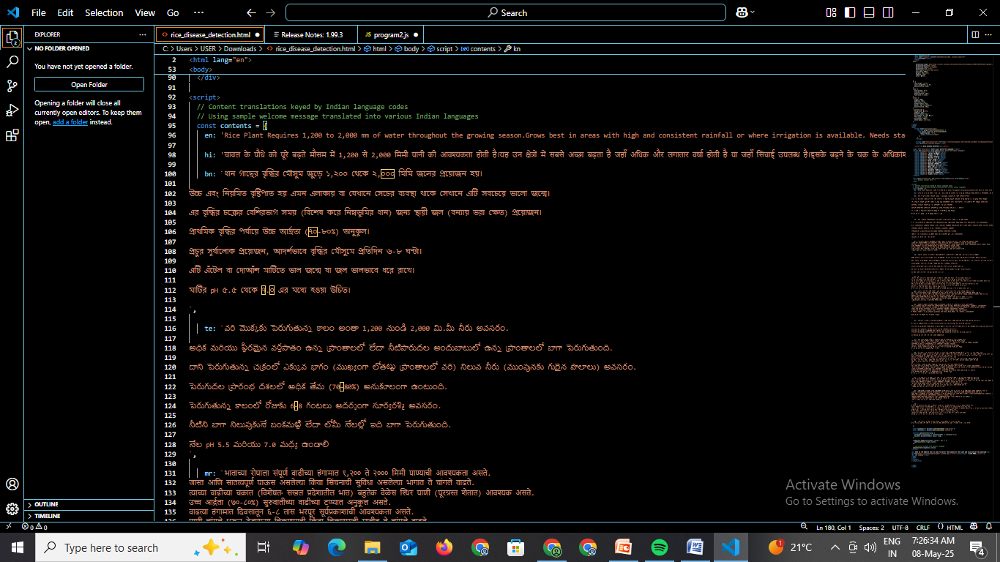 File Edit Selection View Go ··· Search
EXPLORER ···
NO FOLDER OPENED
You have not yet opened a folder.
Open Folder
Opening a folder will close all
currently open editors. To keep them
open, add a folder instead.
OUTLINE
TIMELINE
rice_disease_detection.html Release Notes: 1.99.3 JS program2.js
C: > Users > USER > Downloads > rice_disease_detection.html > html > body > script > contents > kn
2 <html lang="en">
53 <body>
90 </div>
91
92 <script>
93 // Content translations keyed by Indian language codes
94 // Using sample welcome message translated into various Indian languages
95 const contents = {
96 en: 'Rice Plant Requires 1,200 to 2,000 mm of water throughout the growing season.Grows best in areas with high and consistent rainfall or where irrigation is available. Needs sta
97
98 hi: 'चावल के पौधे को पूरे बढ़ते मौसम में 1,200 से 2,000 मिमी पानी की आवश्यकता होती है।यह उन क्षेत्रों में सबसे अच्छा बढ़ता है जहाँ अधिक और लगातार वर्षा होती है या जहाँ सिंचाई उपलब्ध है।इसके बढ़ने के चक्र के अधिकांश
99
100 bn: `ধান গাছের বৃদ্ধির মৌসুম জুড়ে ১,২০০ থেকে ২,০০০ মিমি জলের প্রয়োজন হয়।
101
102 উচ্চ এবং নিয়মিত বৃষ্টিপাত হয় এমন এলাকায় বা যেখানে সেচের ব্যবস্থা থাকে সেখানে এটি সবচেয়ে ভালো জন্মে।
103
104 এর বৃদ্ধির চক্রের বেশিরভাগ সময় (বিশেষ করে নিম্নভূমির ধান) জন্য স্থায়ী জল (বন্যায় ভরা ক্ষেত) প্রয়োজন।
105
106 প্রাথমিক বৃদ্ধির পর্যায়ে উচ্চ আর্দ্রতা (৭০-৮০%) অনুকূল।
107
108 প্রচুর সূর্যালোক প্রয়োজন, আদর্শভাবে বৃদ্ধির মৌসুমে প্রতিদিন ৬-৮ ঘন্টা।
109
110 এটি এঁটেল বা দোআঁশ মাটিতে ভাল জন্মে যা জল ভালভাবে ধরে রাখে।
111
112 মাটির pH ৫.৫ থেকে ৭.০ এর মধ্যে হওয়া উচিত।
113
114 `,
115
116 te: `వరి మొక్కకు పెరుగుతున్న కాలం అంతా 1,200 నుండి 2,000 మి.మీ నీరు అవసరం.
117
118 అధిక మరియు స్థిరమైన వర్షపాతం ఉన్న ప్రాంతాలలో లేదా నీటిపారుదల అందుబాటులో ఉన్న ప్రాంతాలలో బాగా పెరుగుతుంది.
119
120 దాని పెరుగుతున్న చక్రంలో ఎక్కువ భాగం (ముఖ్యంగా లోతట్టు ప్రాంతాలలో వరి) నిలువ నీరు (ముంపునకు గురైన పొలాలు) అవసరం.
121
122 పెరుగుదల ప్రారంభ దశలలో అధిక తేమ (70-80%) అనుకూలంగా ఉంటుంది.
123
124 పెరుగుతున్న కాలంలో రోజుకు 6-8 గంటలు ఆదర్శంగా సూర్యరశ్మి అవసరం.
125
126 నీటిని బాగా నిలుపుకునే బంకమట్టి లేదా లోమీ నేలల్లో ఇది బాగా పెరుగుతుంది.
127
128 నేల pH 5.5 మరియు 7.0 మధ్య ఉండాలి
129 `,
130
131 mr: `भाताच्या रोपाला संपूर्ण वाढीच्या हंगामात १,२०० ते २००० मिमी पाण्याची आवश्यकता असते.
132 जास्त आणि सातत्यपूर्ण पाऊस असलेल्या किंवा सिंचनाची सुविधा असलेल्या भागात ते चांगले वाढते.
133 त्याच्या वाढीच्या चक्रात (विशेषतः सखल प्रदेशातील भात) बहुतेक वेळेस स्थिर पाणी (पूरग्रस्त शेतात) आवश्यक असते.
134 उच्च आर्द्रता (७०-८०%) सुरुवातीच्या वाढीच्या टप्प्यात अनुकूल असते.
135 वाढत्या हंगामात दिवसातून ६-८ तास भरपूर सूर्यप्रकाशाची आवश्यकता असते.
Activate Windows
Go to Settings to activate Windows.
0 0 Ln 180, Col 1 Spaces: 2 UTF-8 CRLF {} HTML
Type here to search 1 21°C ENG IN 7:26:34 AM 08-May-25 4